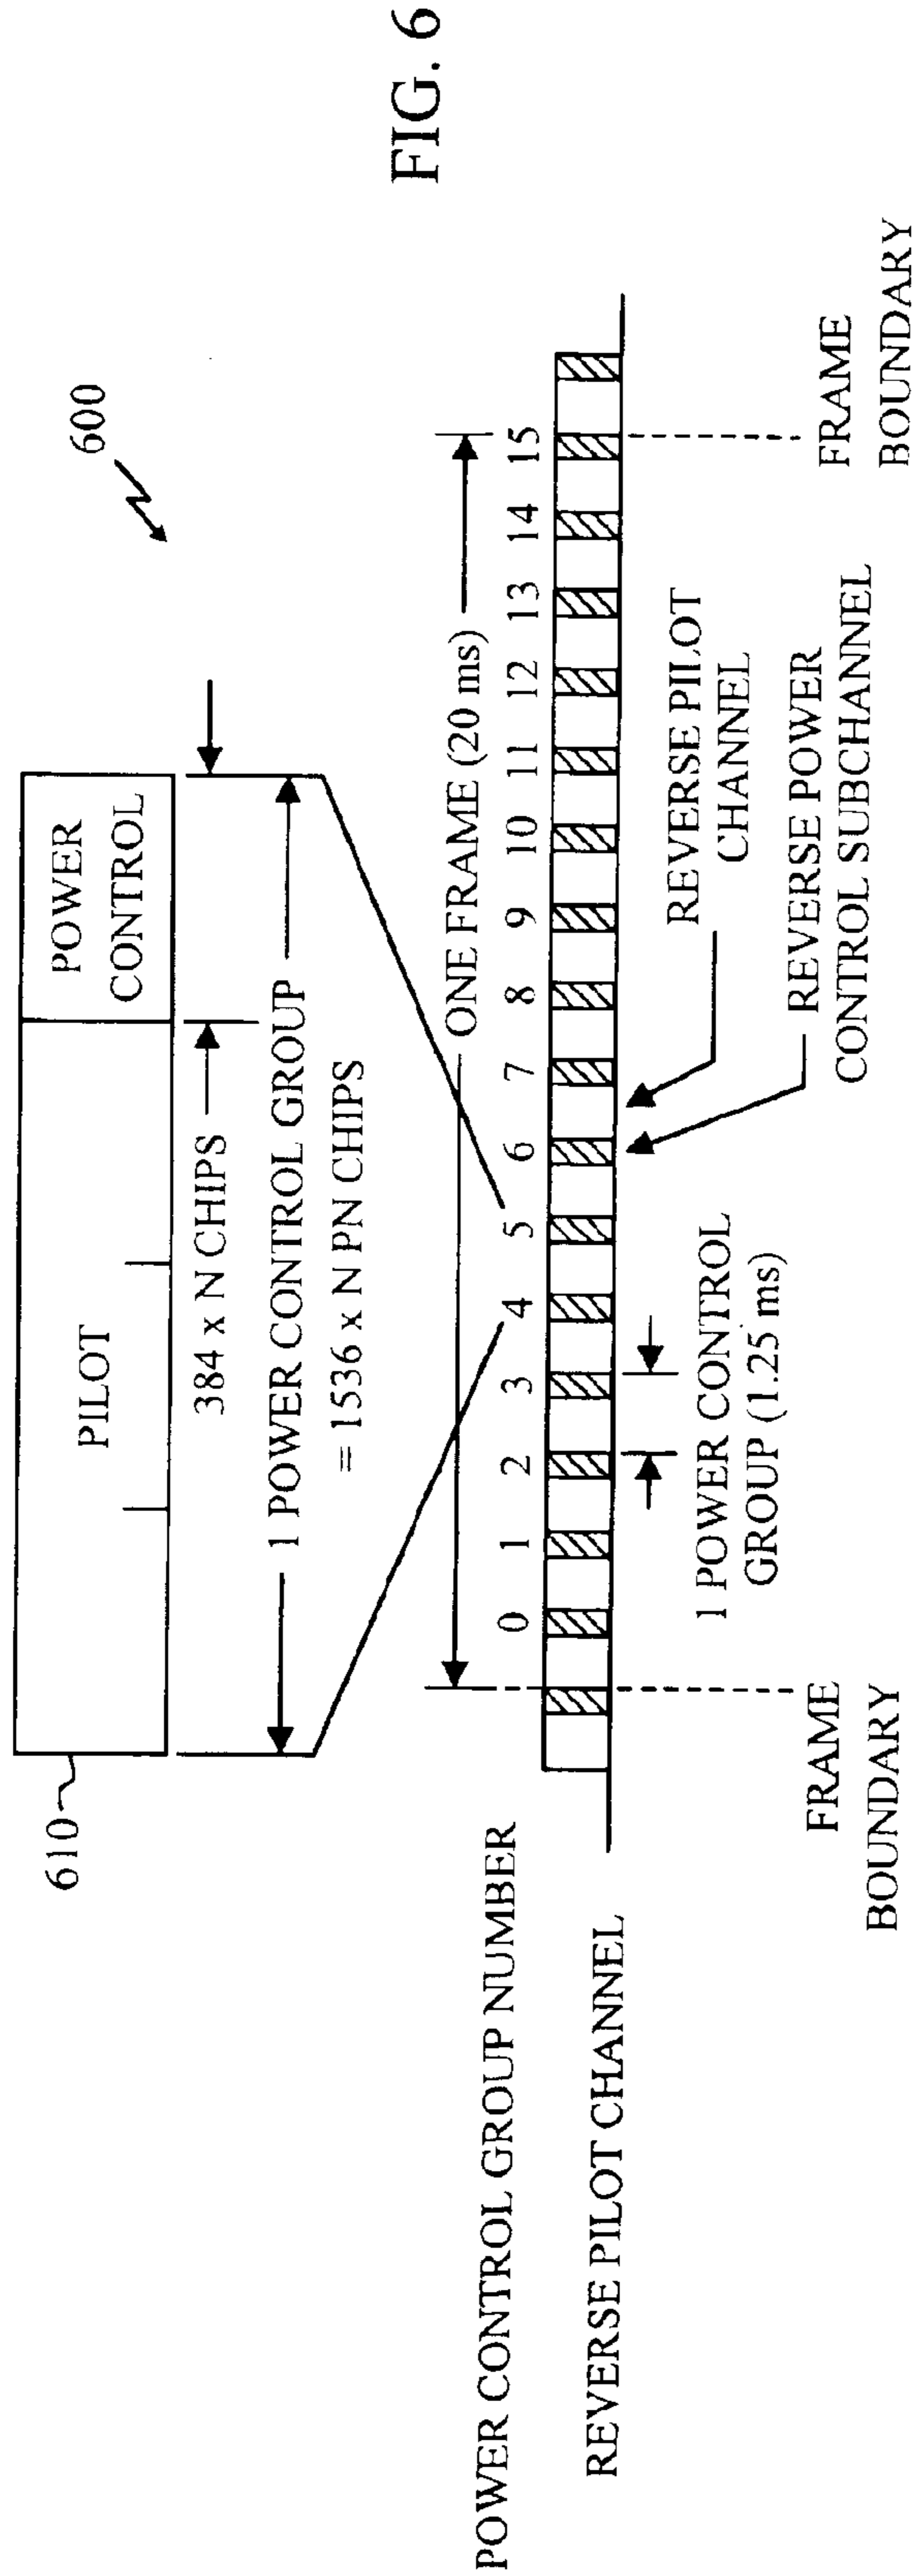 600
610
PILOT
POWER
CONTROL
384 x N CHIPS
1 POWER CONTROL GROUP
= 1536 x N PN CHIPS
ONE FRAME (20 ms)
POWER CONTROL GROUP NUMBER
0 1 2 3 4 5 6 7 8 9 10 11 12 13 14 15
REVERSE PILOT CHANNEL
1 POWER CONTROL
GROUP (1.25 ms)
REVERSE PILOT
CHANNEL
REVERSE POWER
CONTROL SUBCHANNEL
FRAME
BOUNDARY
FRAME
BOUNDARY
FIG. 6